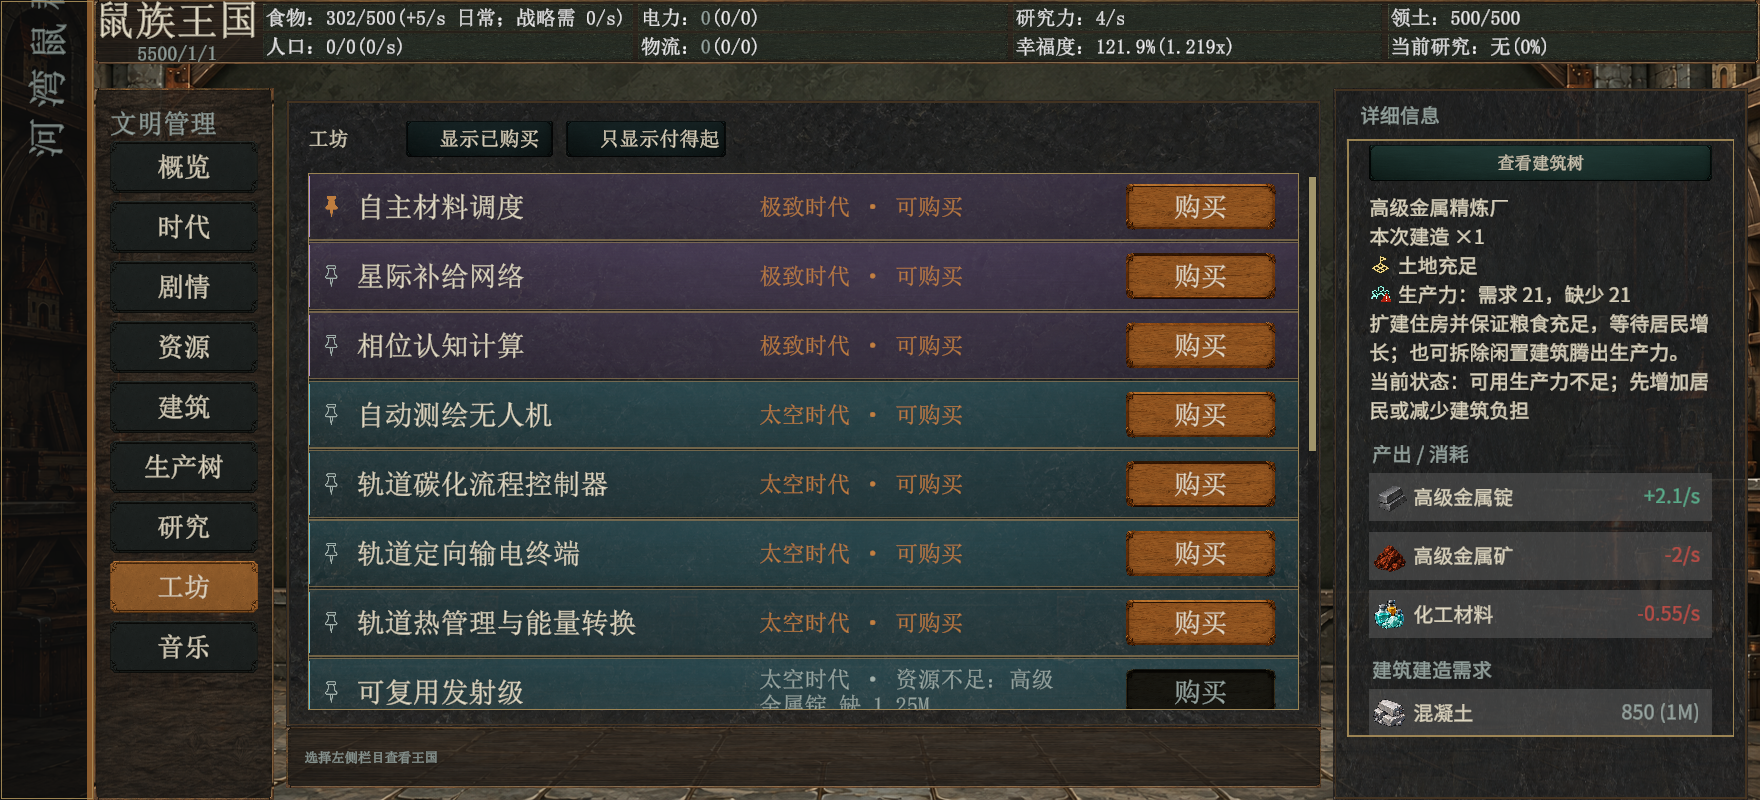 河湾鼠
鼠族王国
5500/1/1
食物：302/500(+5/s 日常；战略需 0/s)
电力：0(0/0)
研究力：4/s
领土：500/500
人口：0/0(0/s)
物流：0(0/0)
幸福度：121.9%(1.219x)
当前研究：无(0%)
文明管理
概览
时代
剧情
资源
建筑
生产树
研究
工坊
音乐
工坊
显示已购买
只显示付得起
自主材料调度
极致时代 • 可购买
购买
星际补给网络
极致时代 • 可购买
购买
相位认知计算
极致时代 • 可购买
购买
自动测绘无人机
太空时代 • 可购买
购买
轨道碳化流程控制器
太空时代 • 可购买
购买
轨道定向输电终端
太空时代 • 可购买
购买
轨道热管理与能量转换
太空时代 • 可购买
购买
可复用发射级
太空时代 • 资源不足：高级
金属锭 缺 1.25M
购买
选择左侧栏目查看王国
详细信息
查看建筑树
高级金属精炼厂
本次建造 ×1
土地充足
生产力：需求 21，缺少 21
扩建住房并保证粮食充足，等待居民增
长；也可拆除闲置建筑腾出生产力。
当前状态：可用生产力不足；先增加居
民或减少建筑负担
产出 / 消耗
高级金属锭
+2.1/s
高级金属矿
-2/s
化工材料
-0.55/s
建筑建造需求
混凝土
850 (1M)